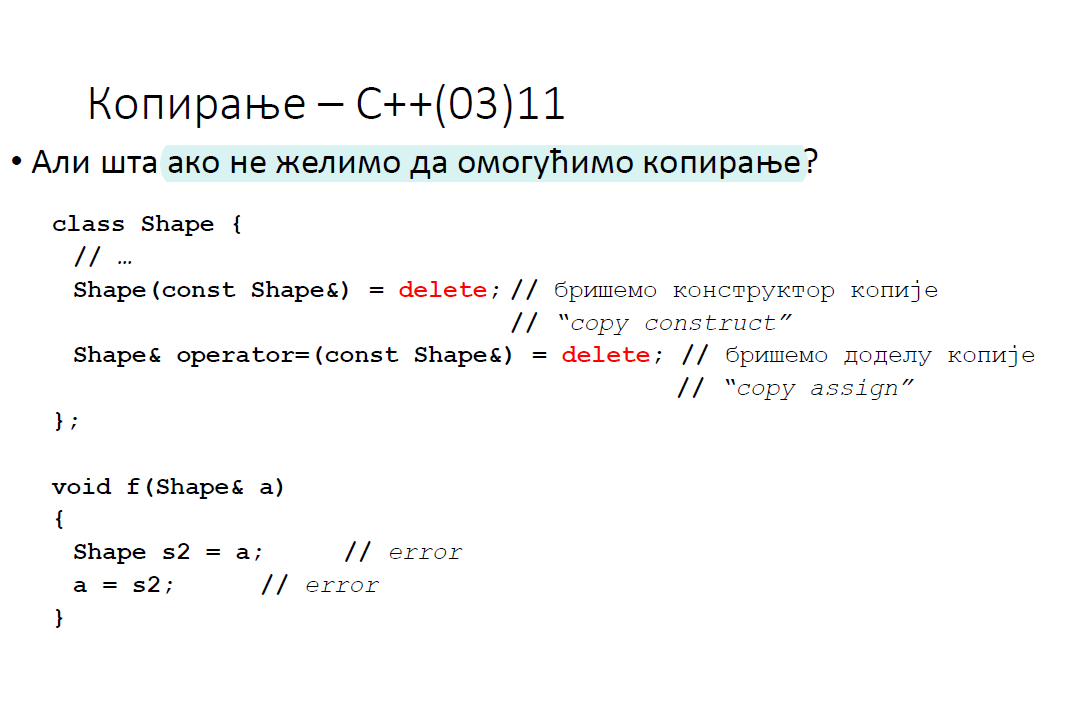 Копирање – C++(03)11
• Али шта ако не желимо да омогућимо копирање?
class Shape {
// …
Shape(const Shape&) = delete; // бришемо конструктор копије
// “copy construct”
Shape& operator=(const Shape&) = delete; // бришемо доделу копије
// “copy assign”
};
void f(Shape& a)
{
Shape s2 = a; // error
a = s2; // error
}